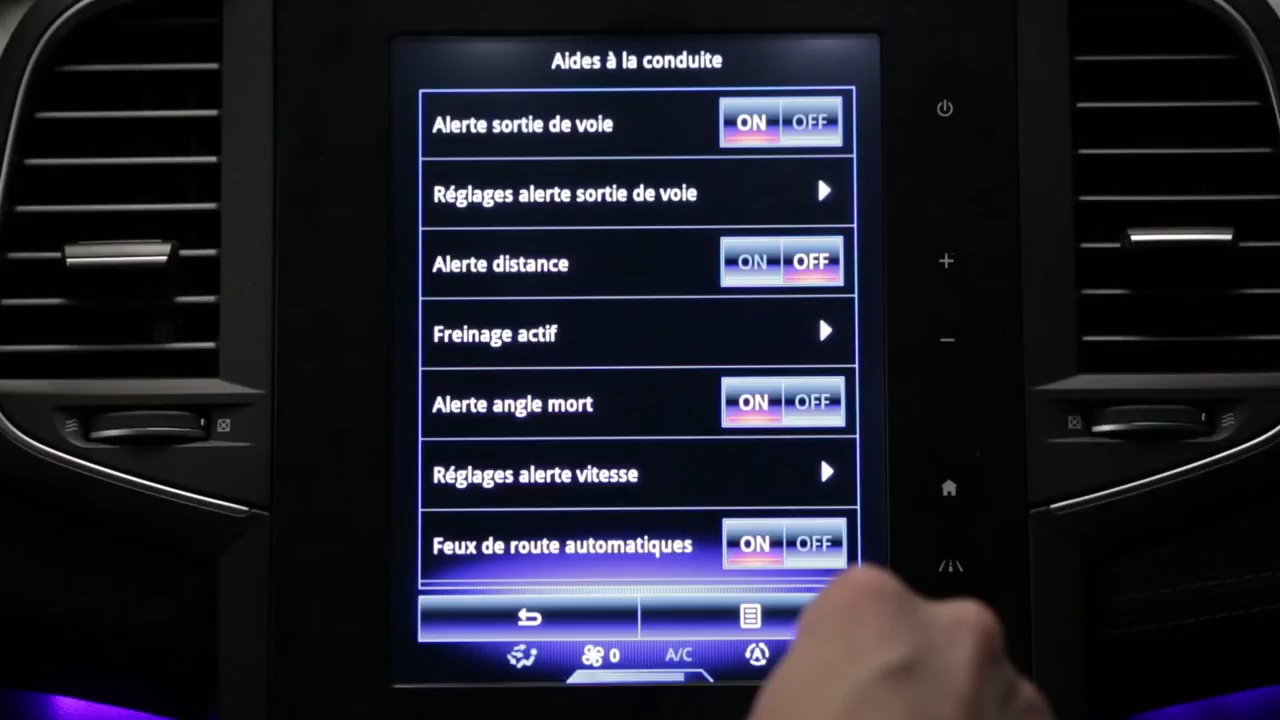 Aides à la conduite
Alerte sortie de voie ON OFF
Réglages alerte sortie de voie
Alerte distance ON OFF
Freinage actif
Alerte angle mort ON OFF
Réglages alerte vitesse
Feux de route automatiques ON OFF
0 A/C A